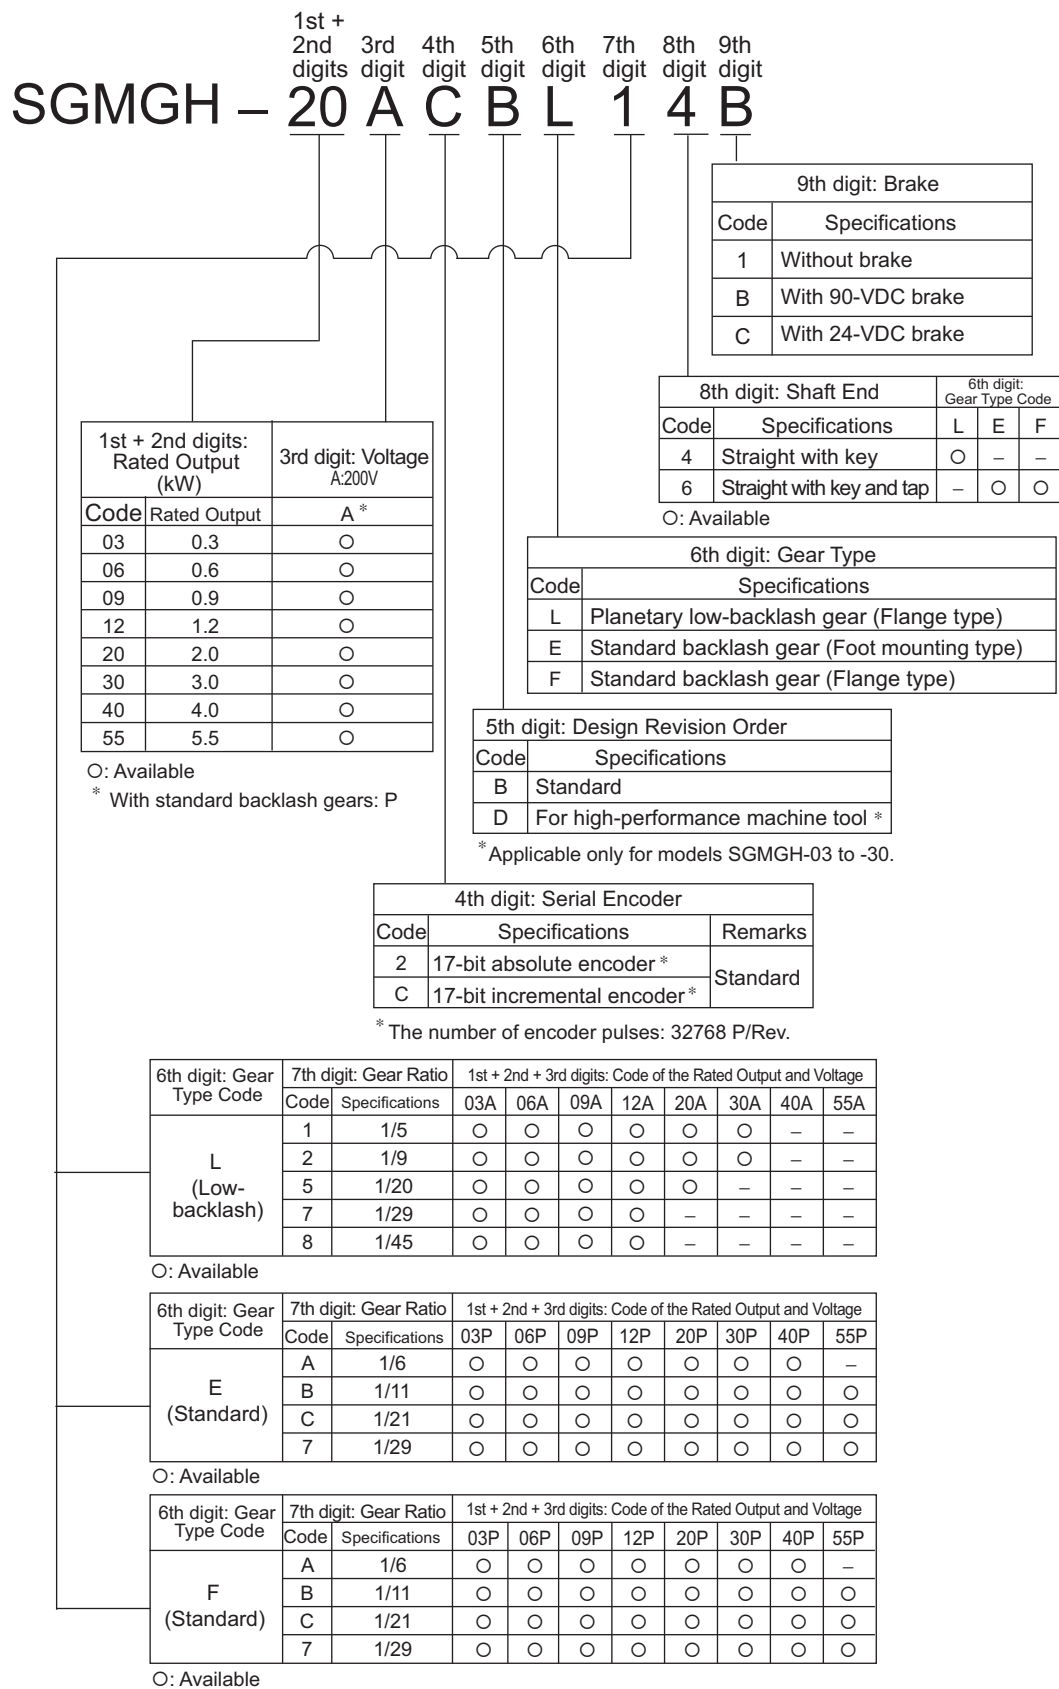 1st +
2nd 3rd 4th 5th 6th 7th 8th 9th
digits digit digit digit digit digit digit digit
SGMGH – 20 A C B L 1 4 B
9th digit: Brake
Code Specifications
1 Without brake
B With 90-VDC brake
C With 24-VDC brake
8th digit: Shaft End 6th digit: Gear Type Code
Code Specifications L E F
4 Straight with key O – –
6 Straight with key and tap – O O
O: Available
1st + 2nd digits: Rated Output (kW) 3rd digit: Voltage A:200V
Code Rated Output A *
03 0.3 O
06 0.6 O
09 0.9 O
12 1.2 O
20 2.0 O
30 3.0 O
40 4.0 O
55 5.5 O
O: Available
* With standard backlash gears: P
6th digit: Gear Type
Code Specifications
L Planetary low-backlash gear (Flange type)
E Standard backlash gear (Foot mounting type)
F Standard backlash gear (Flange type)
5th digit: Design Revision Order
Code Specifications
B Standard
D For high-performance machine tool *
* Applicable only for models SGMGH-03 to -30.
4th digit: Serial Encoder
Code Specifications Remarks
2 17-bit absolute encoder * Standard
C 17-bit incremental encoder *
* The number of encoder pulses: 32768 P/Rev.
6th digit: Gear Type Code 7th digit: Gear Ratio 1st + 2nd + 3rd digits: Code of the Rated Output and Voltage
Code Specifications 03A 06A 09A 12A 20A 30A 40A 55A
L (Low-backlash)
1 1/5 O O O O O O – –
2 1/9 O O O O O O – –
5 1/20 O O O O O – – –
7 1/29 O O O O – – – –
8 1/45 O O O O – – – –
O: Available
6th digit: Gear Type Code 7th digit: Gear Ratio 1st + 2nd + 3rd digits: Code of the Rated Output and Voltage
Code Specifications 03P 06P 09P 12P 20P 30P 40P 55P
E (Standard)
A 1/6 O O O O O O O –
B 1/11 O O O O O O O O
C 1/21 O O O O O O O O
7 1/29 O O O O O O O O
O: Available
6th digit: Gear Type Code 7th digit: Gear Ratio 1st + 2nd + 3rd digits: Code of the Rated Output and Voltage
Code Specifications 03P 06P 09P 12P 20P 30P 40P 55P
F (Standard)
A 1/6 O O O O O O O –
B 1/11 O O O O O O O O
C 1/21 O O O O O O O O
7 1/29 O O O O O O O O
O: Available